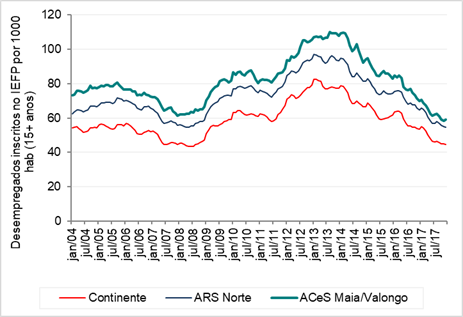 Desempregados inscritos no IEFP por 1000
hab (15+ anos)
120
100
80
60
40
20
0
jan/04
jul/04
jan/05
jul/05
jan/06
jul/06
jan/07
jul/07
jan/08
jul/08
jan/09
jul/09
jan/10
jul/10
jan/11
jul/11
jan/12
jul/12
jan/13
jul/13
jan/14
jul/14
jan/15
jul/15
jan/16
jul/16
jan/17
jul/17
Continente
ARS Norte
ACeS Maia/Valongo